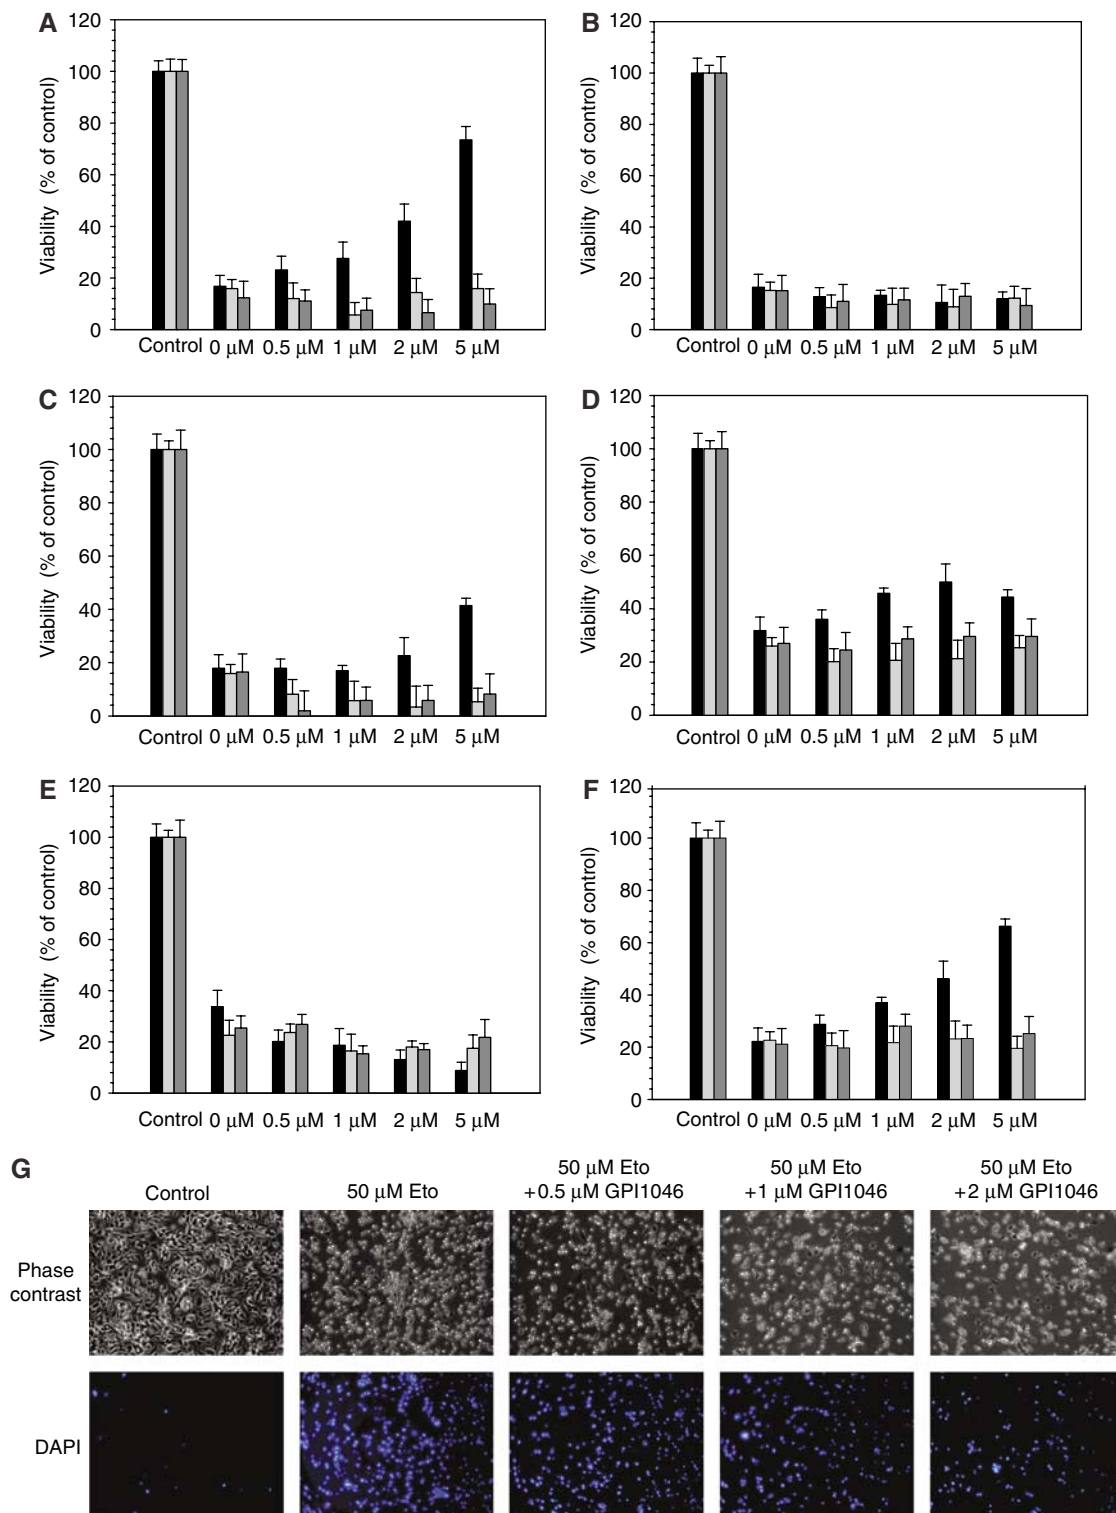 A
120
100
80
60
40
20
0
Viability (% of control)
Control 0 μM 0.5 μM 1 μM 2 μM 5 μM
B
120
100
80
60
40
20
0
Viability (% of control)
Control 0 μM 0.5 μM 1 μM 2 μM 5 μM
C
120
100
80
60
40
20
0
Viability (% of control)
Control 0 μM 0.5 μM 1 μM 2 μM 5 μM
D
120
100
80
60
40
20
0
Viability (% of control)
Control 0 μM 0.5 μM 1 μM 2 μM 5 μM
E
120
100
80
60
40
20
0
Viability (% of control)
Control 0 μM 0.5 μM 1 μM 2 μM 5 μM
F
120
100
80
60
40
20
0
Viability (% of control)
Control 0 μM 0.5 μM 1 μM 2 μM 5 μM
G
Control
50 μM Eto
50 μM Eto
+0.5 μM GPI1046
50 μM Eto
+1 μM GPI1046
50 μM Eto
+2 μM GPI1046
Phase
contrast
DAPI